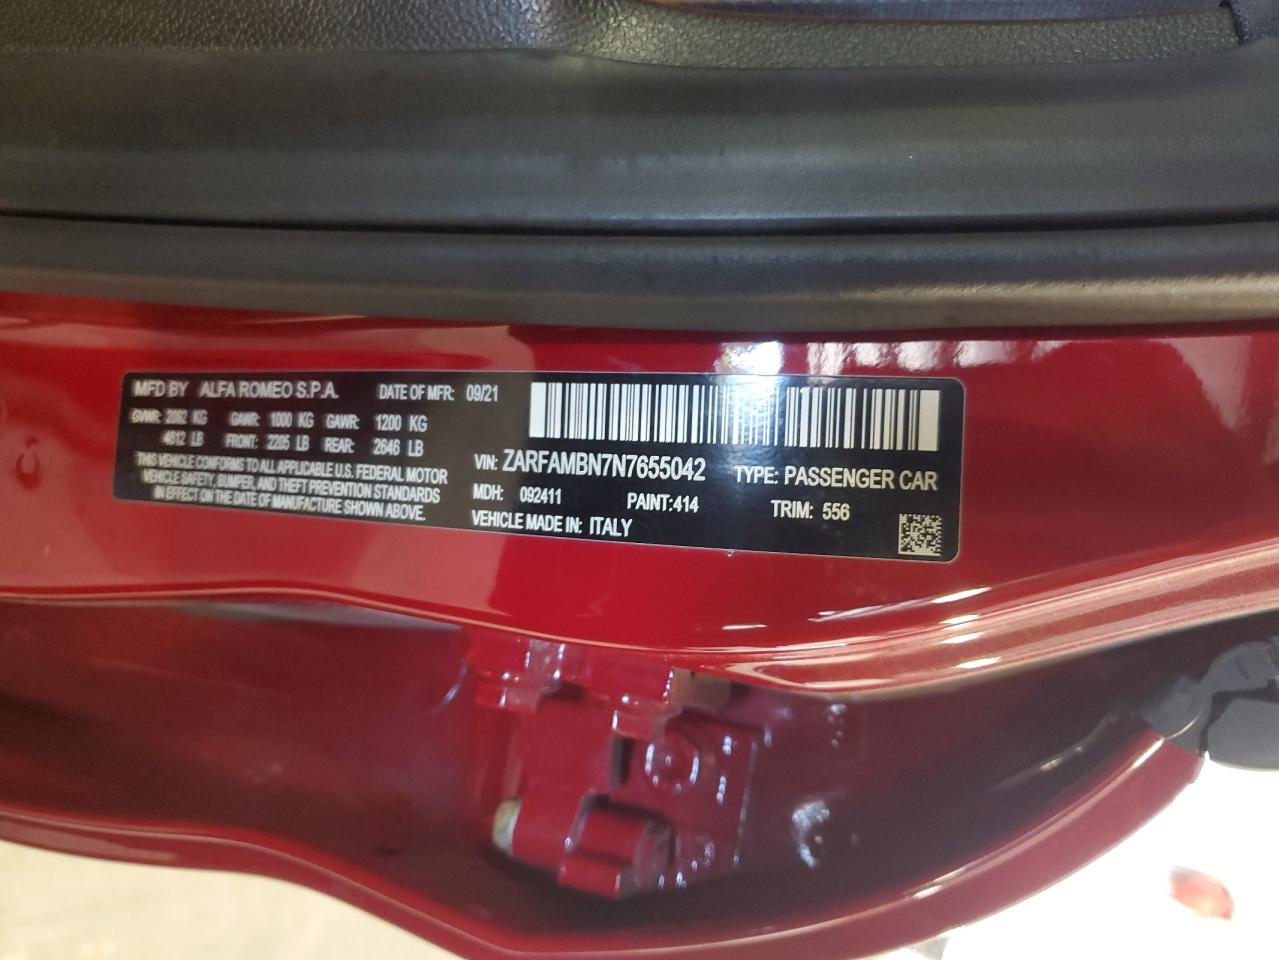 MFD BY ALFA ROMEO S.P.A. DATE OF MFR: 09/21
GVWR: 2092 KG GAWR: 1000 KG GAWR: 1200 KG
4612 LB FRONT: 2205 LB REAR: 2646 LB
THIS VEHICLE CONFORMS TO ALL APPLICABLE U.S. FEDERAL MOTOR
VEHICLE SAFETY, BUMPER, AND THEFT PREVENTION STANDARDS
IN EFFECT ON THE DATE OF MANUFACTURE SHOWN ABOVE.
VIN: ZARFAMBN7N7655042 TYPE: PASSENGER CAR
MDH: 092411 PAINT:414 TRIM: 556
VEHICLE MADE IN: ITALY